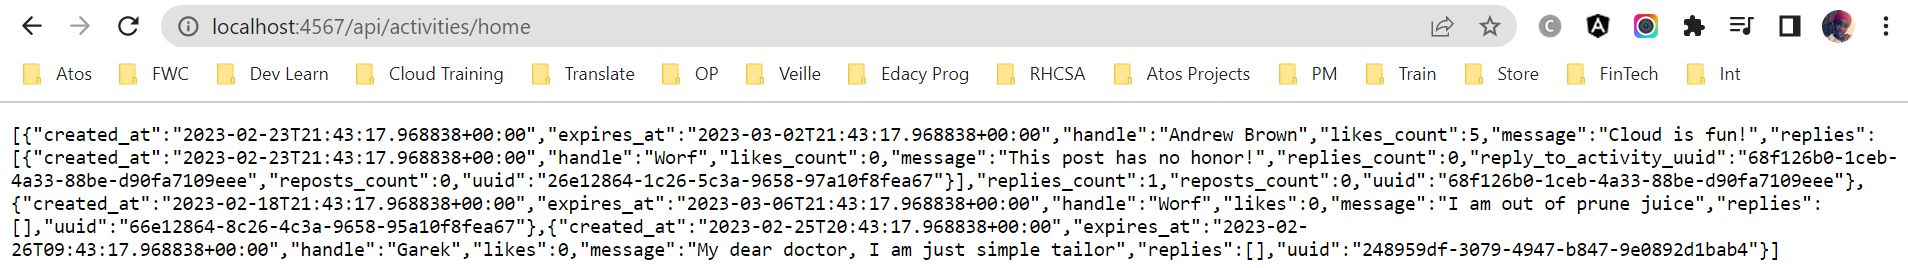 localhost:4567/api/activities/home
C
Atos FWC Dev Learn Cloud Training Translate OP Veille Edacy Prog RHCSA Atos Projects PM Train Store FinTech Int
[{"created_at":"2023-02-23T21:43:17.968838+00:00","expires_at":"2023-03-02T21:43:17.968838+00:00","handle":"Andrew Brown","likes_count":5,"message":"Cloud is fun!","replies":
[{"created_at":"2023-02-23T21:43:17.968838+00:00","handle":"Worf","likes_count":0,"message":"This post has no honor!","replies_count":0,"reply_to_activity_uuid":"68f126b0-1ceb-
4a33-88be-d90fa7109eee","reposts_count":0,"uuid":"26e12864-1c26-5c3a-9658-97a10f8fea67"}],"replies_count":1,"reposts_count":0,"uuid":"68f126b0-1ceb-4a33-88be-d90fa7109eee"},
{"created_at":"2023-02-18T21:43:17.968838+00:00","expires_at":"2023-03-06T21:43:17.968838+00:00","handle":"Worf","likes":0,"message":"I am out of prune juice","replies":
[],"uuid":"66e12864-8c26-4c3a-9658-95a10f8fea67"},{"created_at":"2023-02-25T20:43:17.968838+00:00","expires_at":"2023-02-
26T09:43:17.968838+00:00","handle":"Garek","likes":0,"message":"My dear doctor, I am just simple tailor","replies":[],"uuid":"248959df-3079-4947-b847-9e0892d1bab4"}]